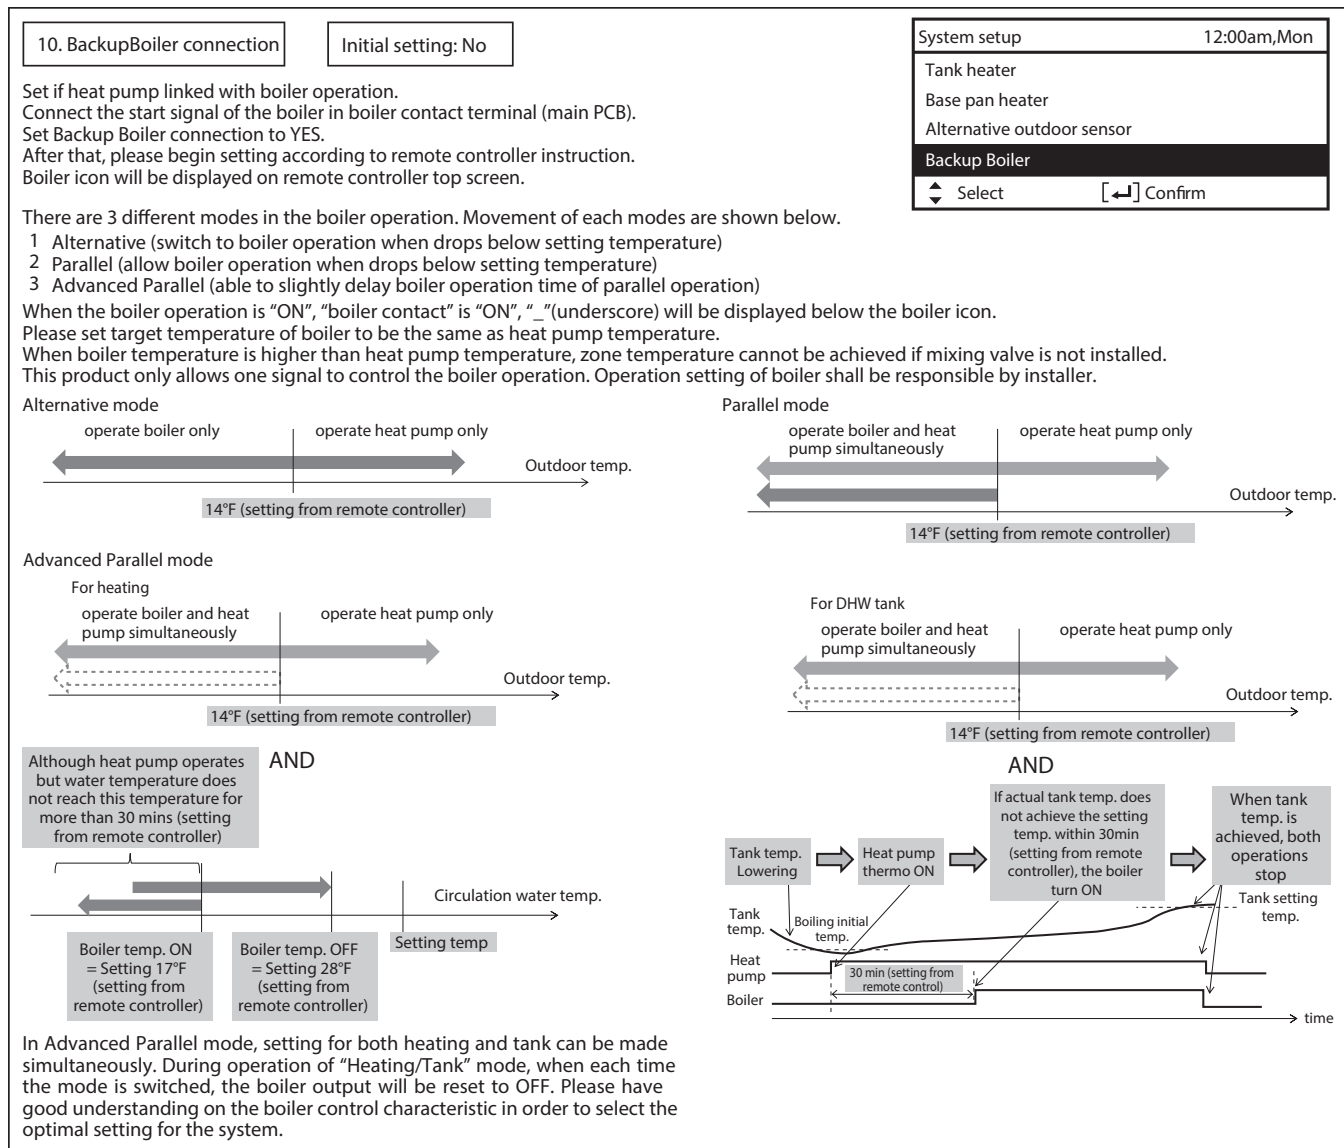 10. BackupBoiler connection
Initial setting: No
Set if heat pump linked with boiler operation.
Connect the start signal of the boiler in boiler contact terminal (main PCB).
Set Backup Boiler connection to YES.
After that, please begin setting according to remote controller instruction.
Boiler icon will be displayed on remote controller top screen.
System setup 12:00am,Mon
Tank heater
Base pan heater
Alternative outdoor sensor
Backup Boiler
Select [↵] Confirm
There are 3 different modes in the boiler operation. Movement of each modes are shown below.
1 Alternative (switch to boiler operation when drops below setting temperature)
2 Parallel (allow boiler operation when drops below setting temperature)
3 Advanced Parallel (able to slightly delay boiler operation time of parallel operation)
When the boiler operation is “ON”, “boiler contact” is “ON”, “_”(underscore) will be displayed below the boiler icon.
Please set target temperature of boiler to be the same as heat pump temperature.
When boiler temperature is higher than heat pump temperature, zone temperature cannot be achieved if mixing valve is not installed.
This product only allows one signal to control the boiler operation. Operation setting of boiler shall be responsible by installer.
Alternative mode
operate boiler only
operate heat pump only
Outdoor temp.
14°F (setting from remote controller)
Parallel mode
operate boiler and heat
pump simultaneously
operate heat pump only
Outdoor temp.
14°F (setting from remote controller)
Advanced Parallel mode
For heating
operate boiler and heat
pump simultaneously
operate heat pump only
Outdoor temp.
14°F (setting from remote controller)
AND
Although heat pump operates
but water temperature does
not reach this temperature for
more than 30 mins (setting
from remote controller)
Circulation water temp.
Boiler temp. ON
= Setting 17°F
(setting from
remote controller)
Boiler temp. OFF
= Setting 28°F
(setting from
remote controller)
Setting temp
For DHW tank
operate boiler and heat
pump simultaneously
operate heat pump only
Outdoor temp.
14°F (setting from remote controller)
AND
Tank temp.
Lowering
Heat pump
thermo ON
If actual tank temp. does
not achieve the setting
temp. within 30min
(setting from remote
controller), the boiler
turn ON
When tank
temp. is
achieved, both
operations
stop
Tank
temp.
Boiling initial
temp.
Tank setting
temp.
Heat
pump
30 min (setting from
remote control)
Boiler
time
In Advanced Parallel mode, setting for both heating and tank can be made
simultaneously. During operation of “Heating/Tank” mode, when each time
the mode is switched, the boiler output will be reset to OFF. Please have
good understanding on the boiler control characteristic in order to select the
optimal setting for the system.